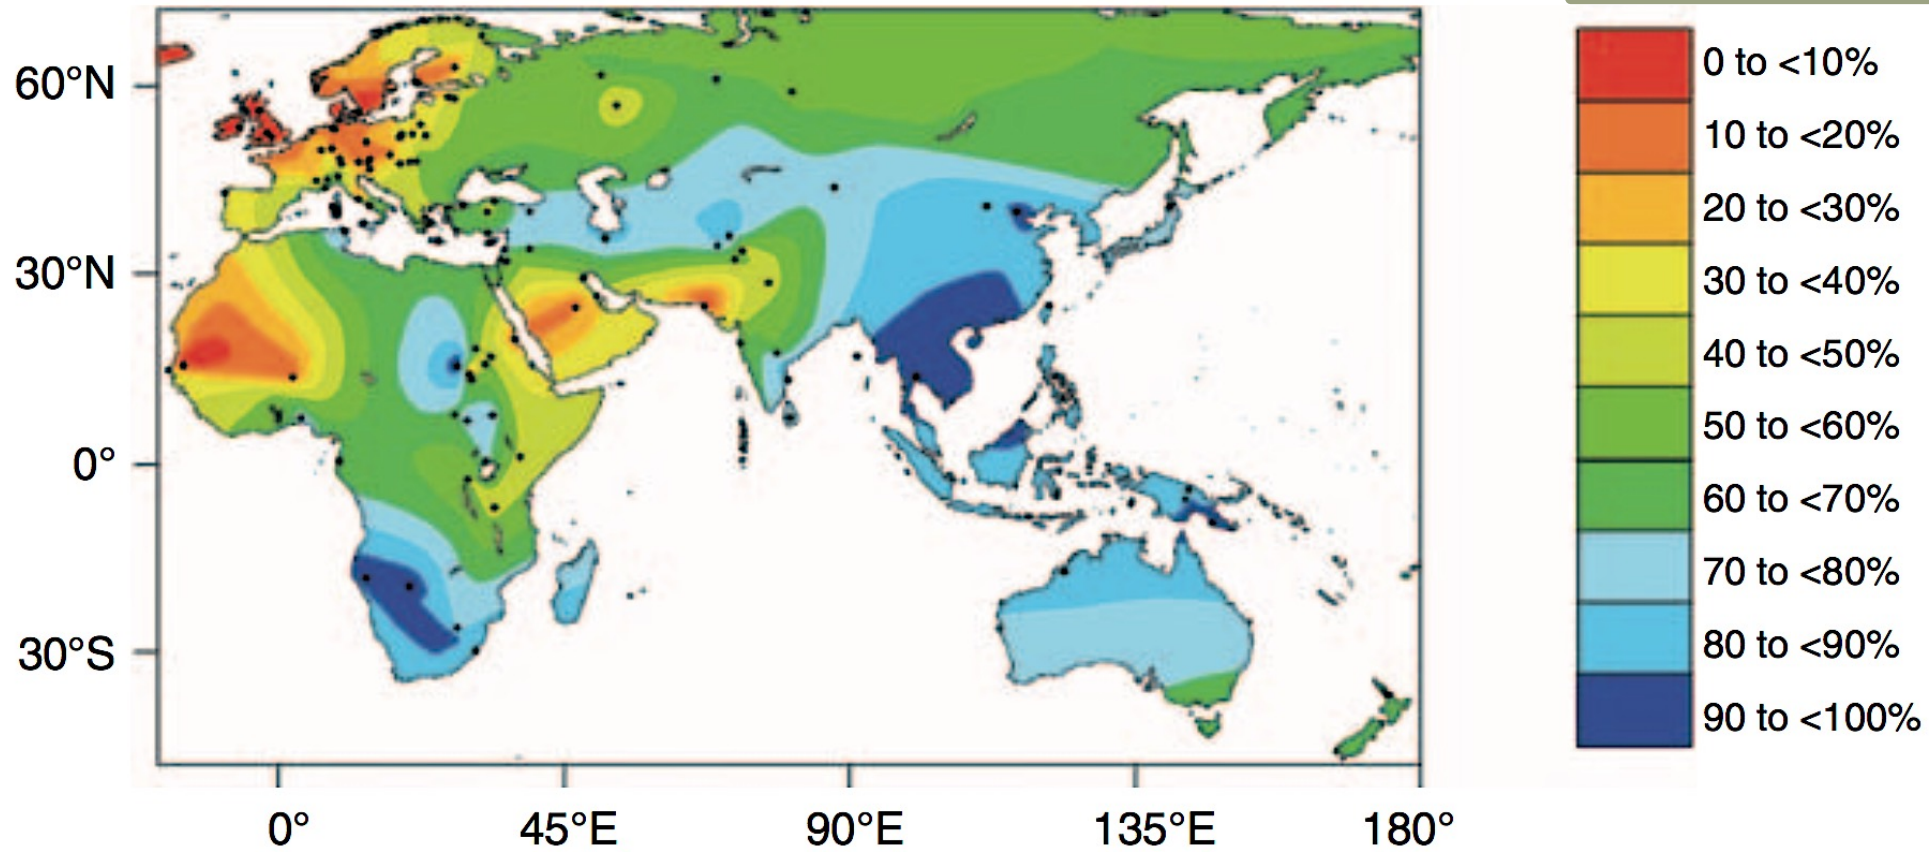 60°N
30°N
0°
30°S
0°
45°E
90°E
135°E
180°
0 to <10%
10 to <20%
20 to <30%
30 to <40%
40 to <50%
50 to <60%
60 to <70%
70 to <80%
80 to <90%
90 to <100%